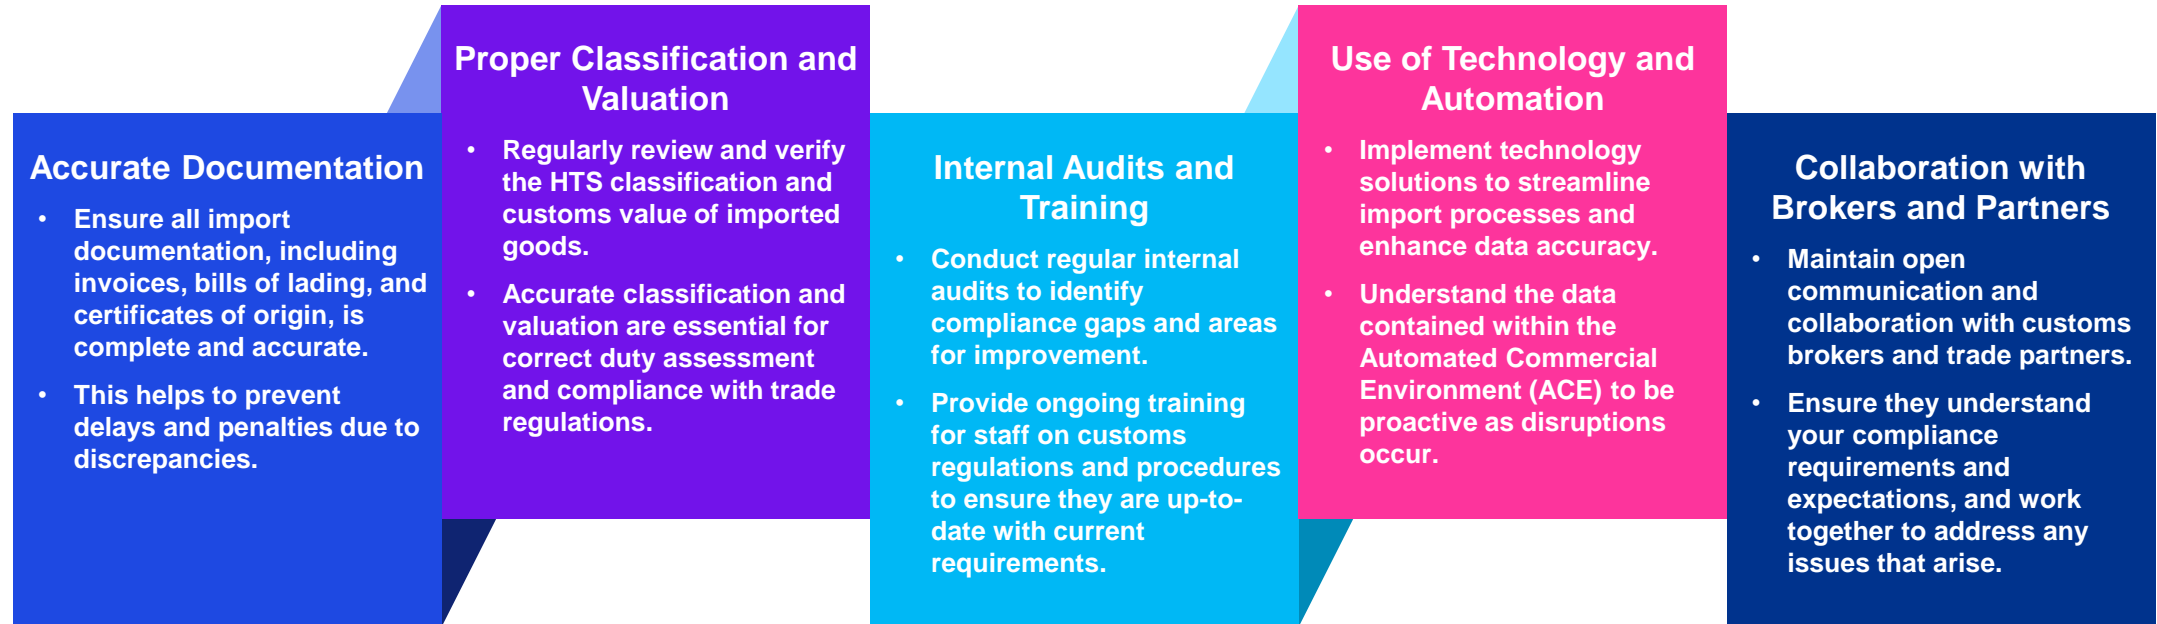 Accurate Documentation
• Ensure all import
documentation, including
invoices, bills of lading, and
certificates of origin, is
complete and accurate.
• This helps to prevent
delays and penalties due to
discrepancies.
Proper Classification and
Valuation
• Regularly review and verify
the HTS classification and
customs value of imported
goods.
• Accurate classification and
valuation are essential for
correct duty assessment
and compliance with trade
regulations.
Internal Audits and
Training
• Conduct regular internal
audits to identify
compliance gaps and areas
for improvement.
• Provide ongoing training
for staff on customs
regulations and procedures
to ensure they are up-to-
date with current
requirements.
Use of Technology and
Automation
• Implement technology
solutions to streamline
import processes and
enhance data accuracy.
• Understand the data
contained within the
Automated Commercial
Environment (ACE) to be
proactive as disruptions
occur.
Collaboration with
Brokers and Partners
• Maintain open
communication and
collaboration with customs
brokers and trade partners.
• Ensure they understand
your compliance
requirements and
expectations, and work
together to address any
issues that arise.